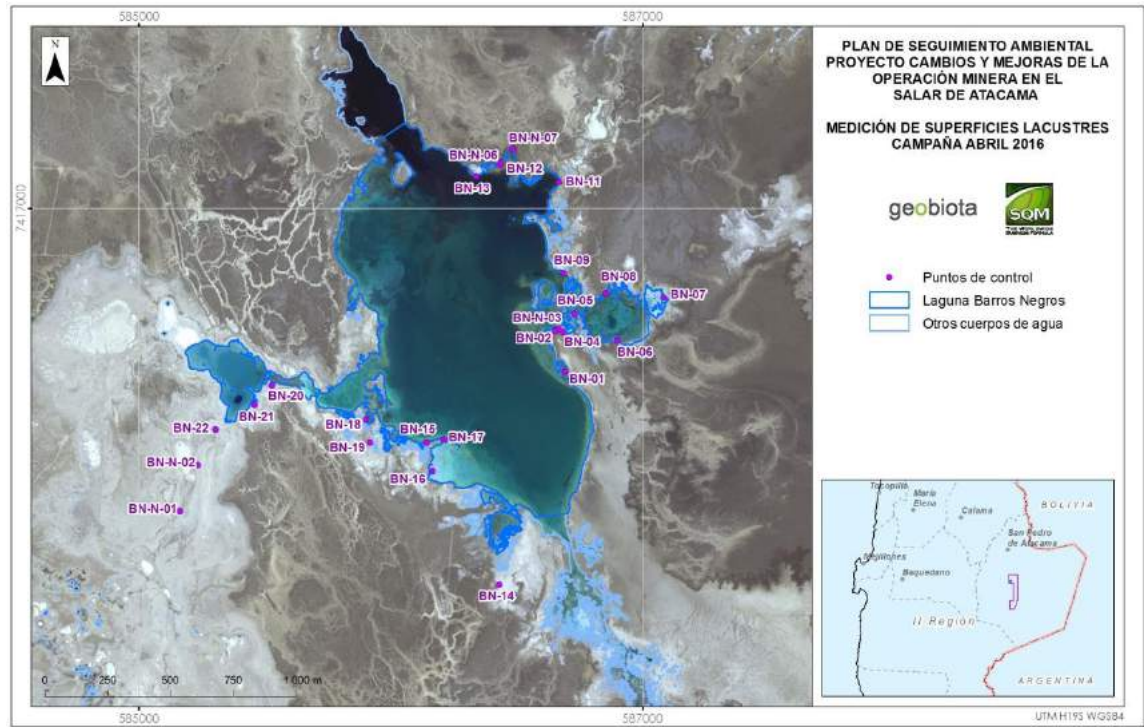 585000
587000
N
7417000
BN-N-07
BN-N-06
BN-12
BN-13
BN-11
BN-09
BN-08
BN-05
BN-07
BN-N-03
BN-02
BN-04
BN-06
BN-01
BN-20
BN-21
BN-18
BN-15
BN-17
BN-22
BN-19
BN-N-02
BN-16
BN-N-01
BN-14
0 250 500 750 1.000 m
585000
587000
PLAN DE SEGUIMIENTO AMBIENTAL
PROYECTO CAMBIOS Y MEJORAS DE LA
OPERACIÓN MINERA EN EL
SALAR DE ATACAMA
MEDICIÓN DE SUPERFICIES LACUSTRES
CAMPAÑA ABRIL 2016
geobiota
SQM
THE WORLDWIDE
BUSINESS FORMULA
Puntos de control
Laguna Barros Negros
Otros cuerpos de agua
Tocopilla
María
Elena
Calama
BOLIVIA
San Pedro
de Atacama
Mejillones
Baquedano
II Región
ARGENTINA
UTM H19S WGS84